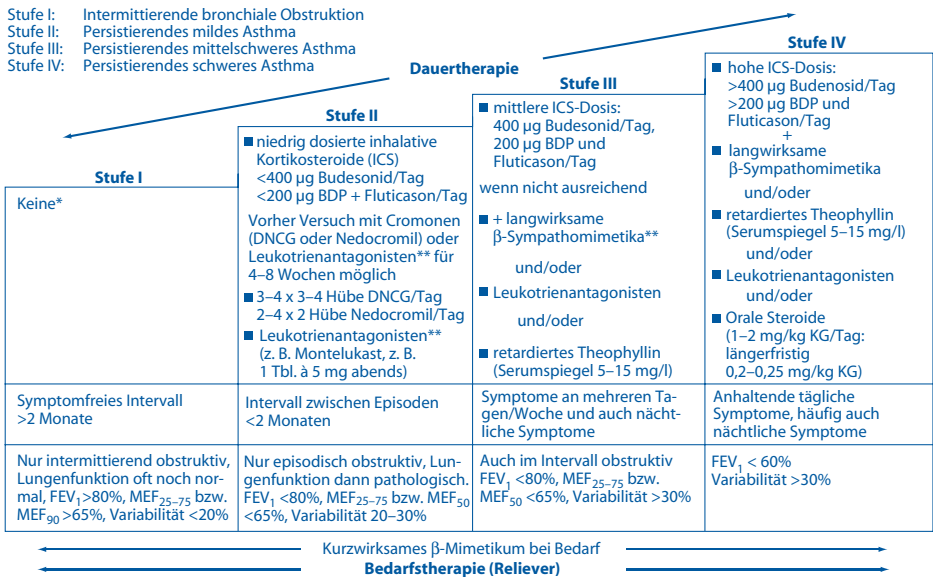 Stufe I: Intermittierende bronchiale Obstruktion
Stufe II: Persistierendes mildes Asthma
Stufe III: Persistierendes mittelschweres Asthma
Stufe IV: Persistierendes schweres Asthma
Dauertherapie
Stufe I
Keine*
Symptomfreies Intervall
>2 Monate
Nur intermittierend obstruktiv,
Lungenfunktion oft noch nor-
mal, FEV₁>80%, MEF₂₅₋₇₅ bzw.
MEF₉₀ >65%, Variabilität <20%
Stufe II
■ niedrig dosierte inhalative
Kortikosteroide (ICS)
<400 µg Budesonid/Tag
<200 µg BDP + Fluticason/Tag
Vorher Versuch mit Cromonen
(DNCG oder Nedocromil) oder
Leukotrienantagonisten** für
4–8 Wochen möglich
■ 3–4 x 3–4 Hübe DNCG/Tag
2–4 x 2 Hübe Nedocromil/Tag
■ Leukotrienantagonisten**
(z. B. Montelukast, z. B.
1 Tbl. à 5 mg abends)
Intervall zwischen Episoden
<2 Monaten
Nur episodisch obstruktiv, Lun-
genfunktion dann pathologisch.
FEV₁ <80%, MEF₂₅₋₇₅ bzw. MEF₅₀
<65%, Variabilität 20–30%
Stufe III
■ mittlere ICS-Dosis:
400 µg Budesonid/Tag,
200 µg BDP und
Fluticason/Tag
wenn nicht ausreichend
■ + langwirksame
β-Sympathomimetika**
und/oder
■ Leukotrienantagonisten
und/oder
■ retardiertes Theophyllin
(Serumspiegel 5–15 mg/l)
Symptome an mehreren Ta-
gen/Woche und auch nächt-
liche Symptome
Auch im Intervall obstruktiv
FEV₁ <80%, MEF₂₅₋₇₅ bzw.
MEF₅₀ <65%, Variabilität >30%
Stufe IV
■ hohe ICS-Dosis:
>400 µg Budenosid/Tag
>200 µg BDP und
Fluticason/Tag
+
■ langwirksame
β-Sympathomimetika
und/oder
■ retardiertes Theophyllin
(Serumspiegel 5–15 mg/l)
und/oder
■ Leukotrienantagonisten
und/oder
■ Orale Steroide
(1–2 mg/kg KG/Tag:
längerfristig
0,2–0,25 mg/kg KG)
Anhaltende tägliche
Symptome, häufig auch
nächtliche Symptome
FEV₁ < 60%
Variabilität >30%
Kurzwirksames β-Mimetikum bei Bedarf
Bedarfstherapie (Reliever)